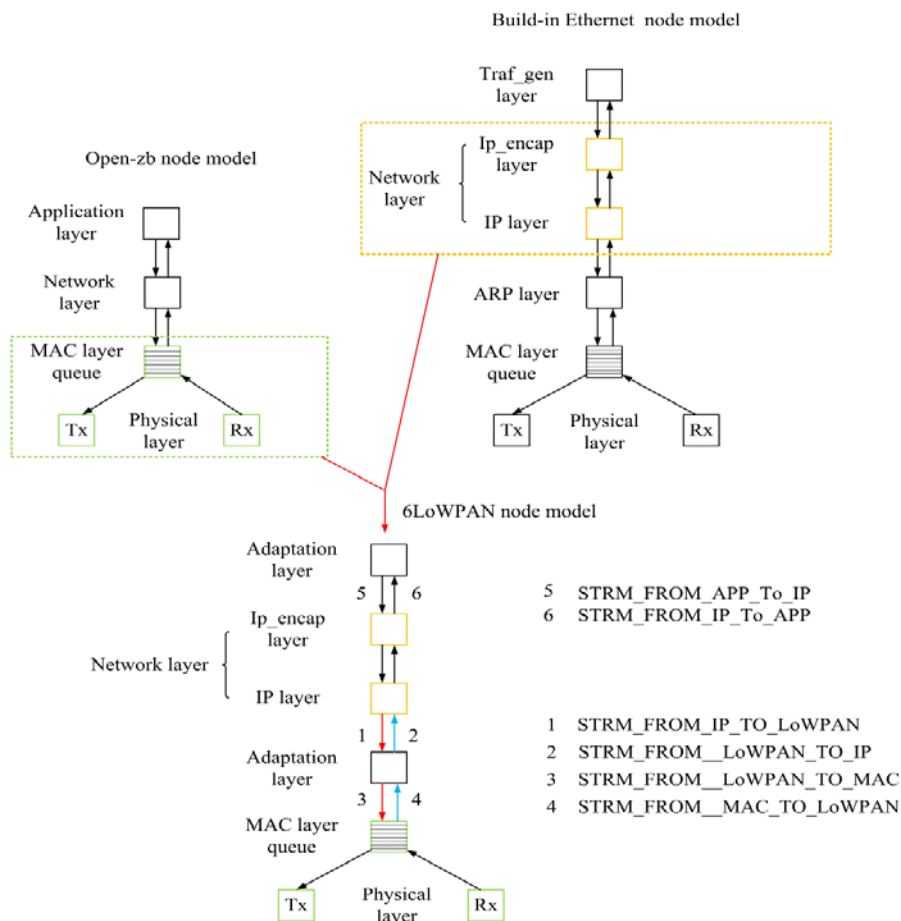 Build-in Ethernet node model
Traf_gen
layer
Ip_encap
layer
Network
layer
IP layer
ARP layer
MAC layer
queue
Tx
Physical
layer
Rx
Open-zb node model
Application
layer
Network
layer
MAC layer
queue
Tx
Physical
layer
Rx
6LoWPAN node model
Adaptation
layer
5
6
Ip_encap
layer
Network layer
IP layer
1
2
Adaptation
layer
3
4
MAC layer
queue
Tx
Physical
layer
Rx
5 STRM_FROM_APP_To_IP
6 STRM_FROM_IP_To_APP
1 STRM_FROM_IP_TO_LoWPAN
2 STRM_FROM__LoWPAN_TO_IP
3 STRM_FROM__LoWPAN_TO_MAC
4 STRM_FROM__MAC_TO_LoWPAN